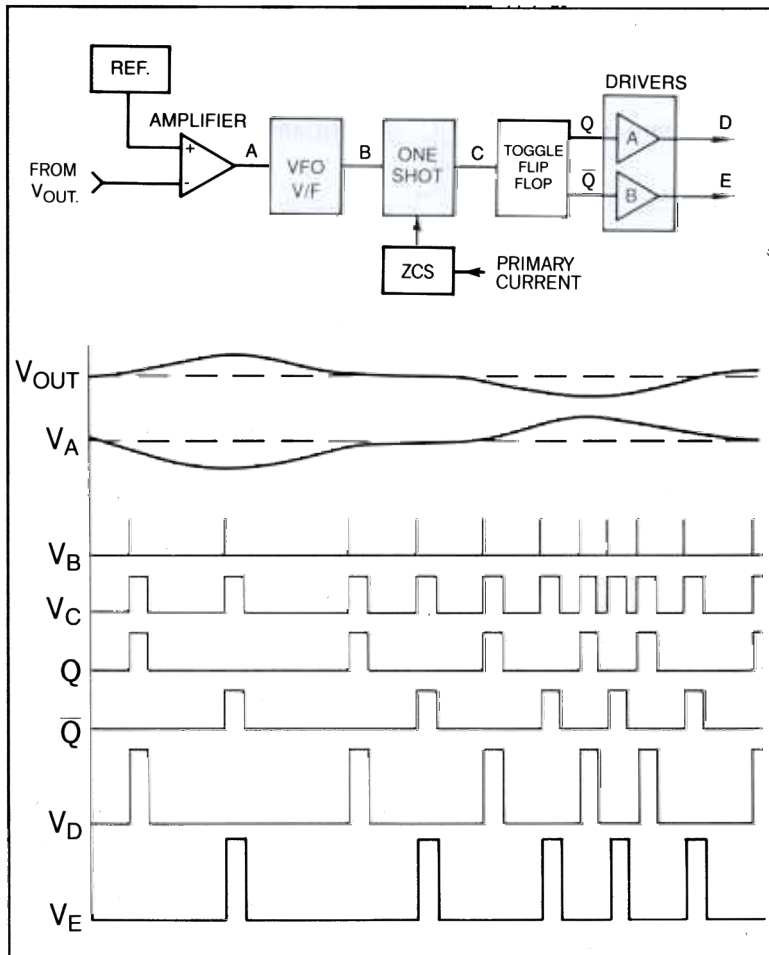 REF.
DRIVERS
AMPLIFIER
FROM
VOUT.
+
-
A
VFO
V/F
B
ONE
SHOT
C
TOGGLE
FLIP
FLOP
Q
Q̅
A
B
D
E
ZCS
PRIMARY
CURRENT
VOUT
VA
VB
VC
Q
Q̅
VD
VE